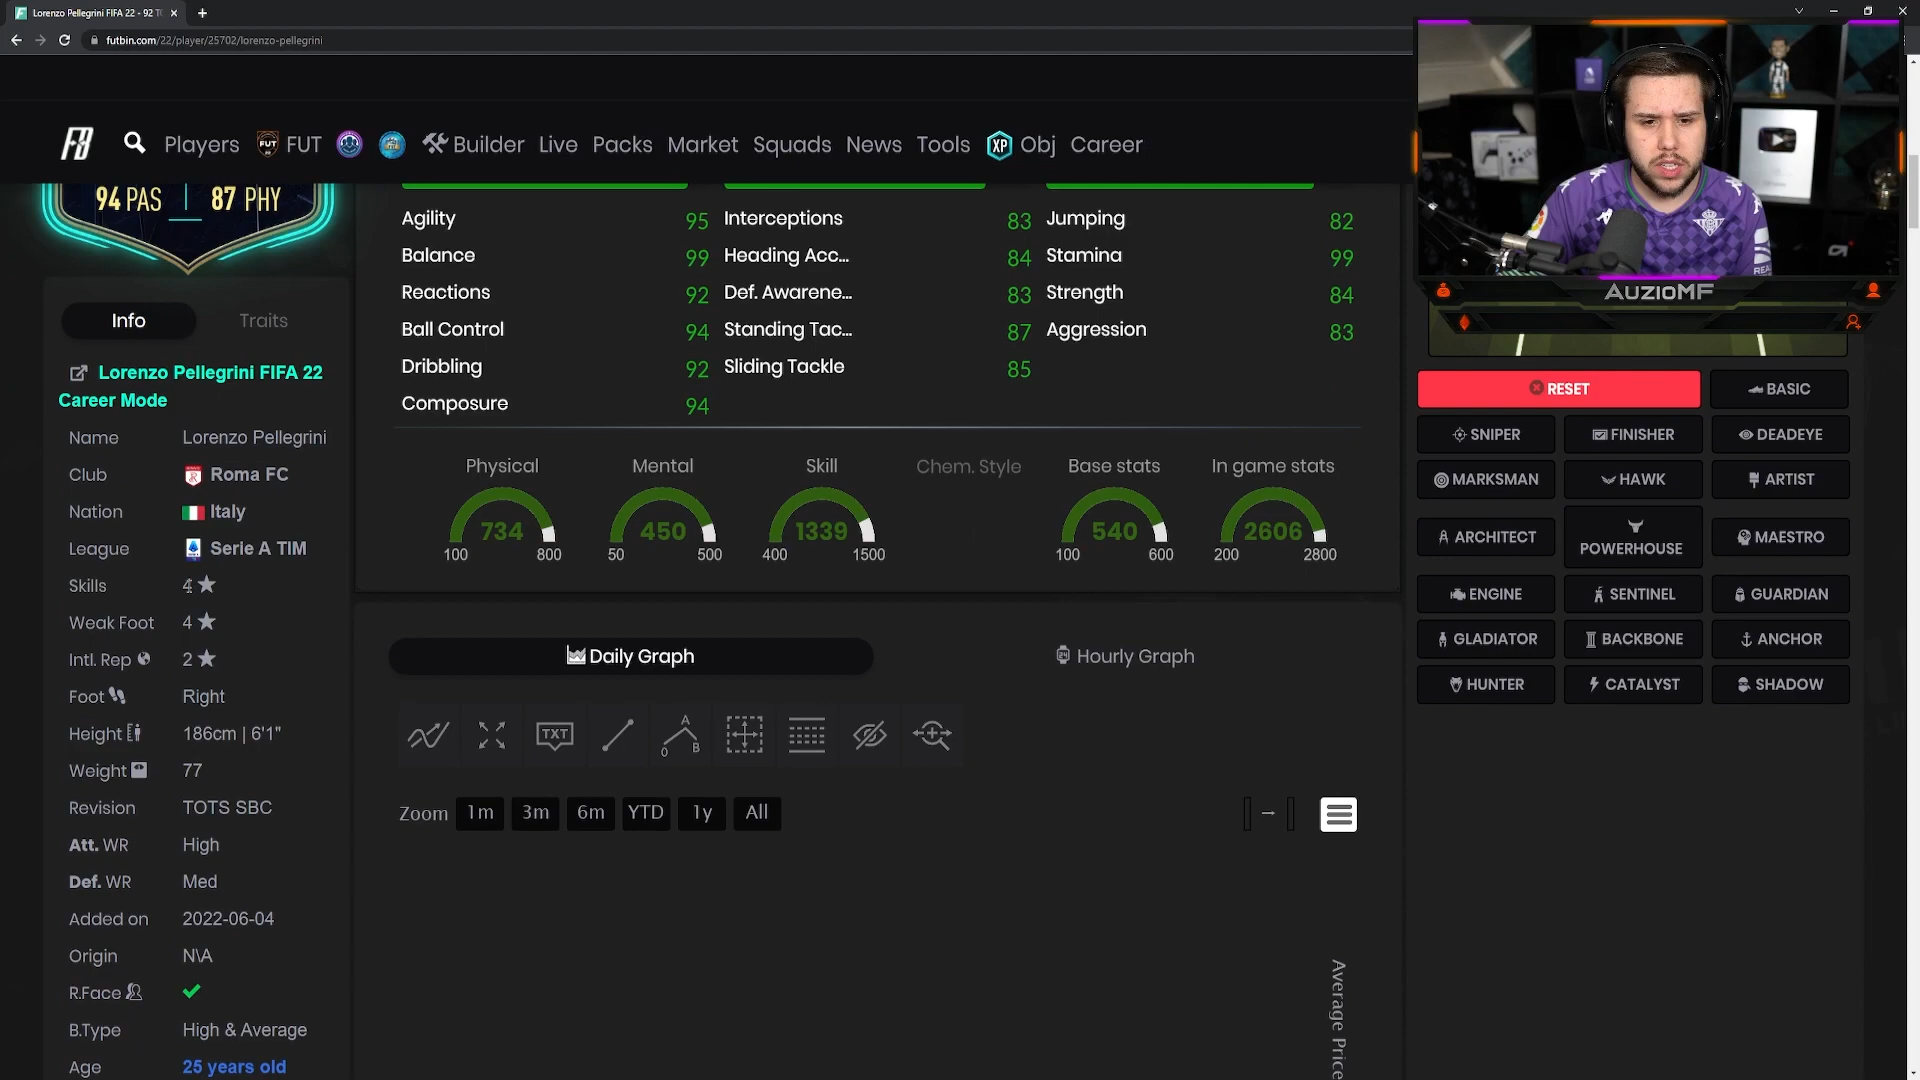 Lorenzo Pellegrini FIFA 22 - 92 TO
futbin.com/22/player/25702/lorenzo-pellegrini
Players FUT Builder Live Packs Market Squads News Tools XP Obj Career
94 PAS | 87 PHY
Agility 95 Interceptions 83 Jumping 82
Balance 99 Heading Acc... 84 Stamina 99
Reactions 92 Def. Awarene... 83 Strength 84
Ball Control 94 Standing Tac... 87 Aggression 83
Dribbling 92 Sliding Tackle 85
Composure 94
Physical Mental Skill Chem. Style Base stats In game stats
734 450 1339 540 2606
100 800 50 500 400 1500 100 600 200 2800
Info Traits
Lorenzo Pellegrini FIFA 22
Career Mode
Name Lorenzo Pellegrini
Club Roma FC
Nation Italy
League Serie A TIM
Skills 4
Weak Foot 4
Intl. Rep 2
Foot Right
Height 186cm | 6'1"
Weight 77
Revision TOTS SBC
Att. WR High
Def. WR Med
Added on 2022-06-04
Origin N\A
R.Face
B.Type High & Average
Age 25 years old
Daily Graph Hourly Graph
TXT
A
0 B
Zoom 1m 3m 6m YTD 1y All
→
Average Price
AUZIOMF
RESET BASIC
SNIPER FINISHER DEADEYE
MARKSMAN HAWK ARTIST
ARCHITECT POWERHOUSE MAESTRO
ENGINE SENTINEL GUARDIAN
GLADIATOR BACKBONE ANCHOR
HUNTER CATALYST SHADOW